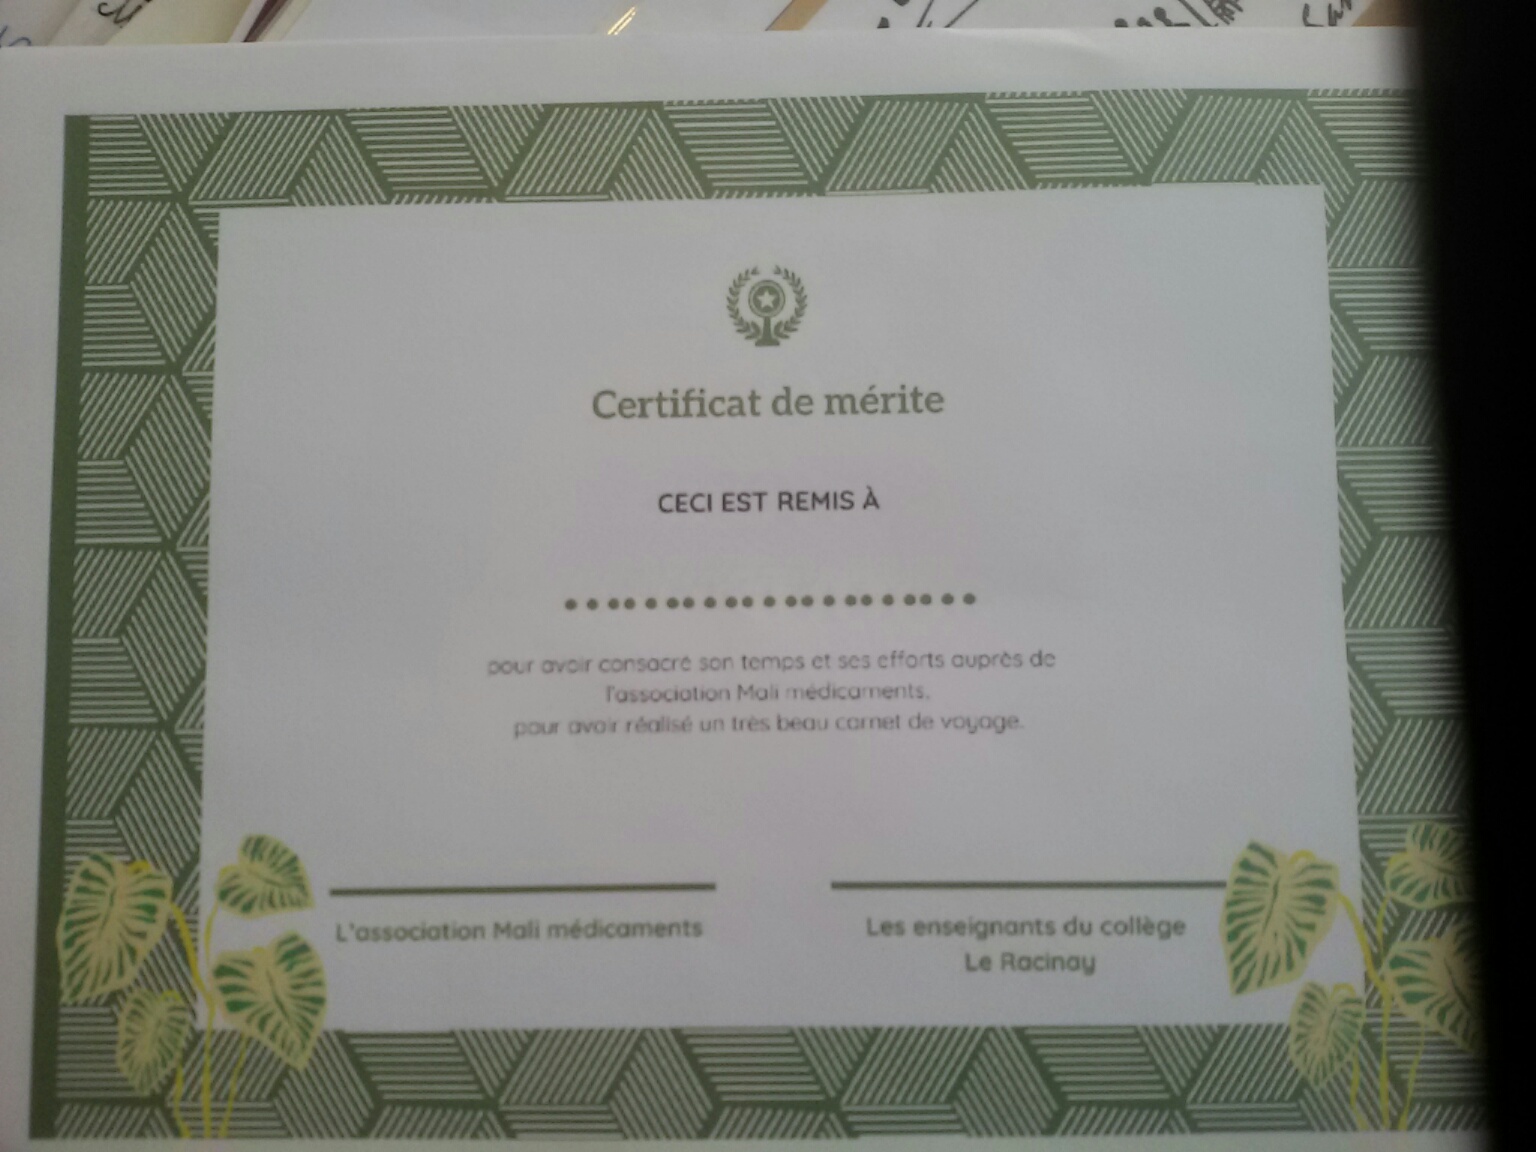 Certificat de mérite
CECI EST REMIS À
pour avoir consacré son temps et ses efforts auprès de
l'association Mali médicaments,
pour avoir réalisé un très beau carnet de voyage.
L'association Mali médicaments
Les enseignants du collège
Le Racinay